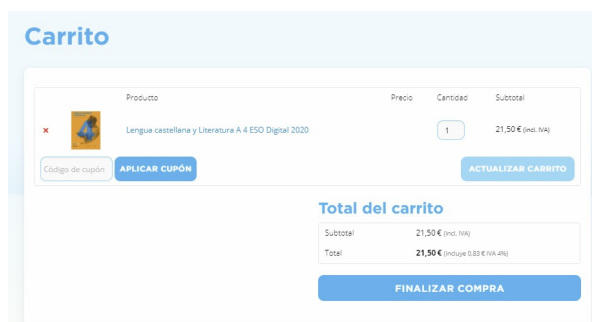 Carrito
Producto Precio Cantidad Subtotal
× Lengua castellana y Literatura A 4 ESO Digital 2020 1 21,50 € (incl. IVA)
Código de cupón APLICAR CUPÓN ACTUALIZAR CARRITO
Total del carrito
Subtotal 21,50 € (incl. IVA)
Total 21,50 € (incluye 0,83 € IVA 4%)
FINALIZAR COMPRA